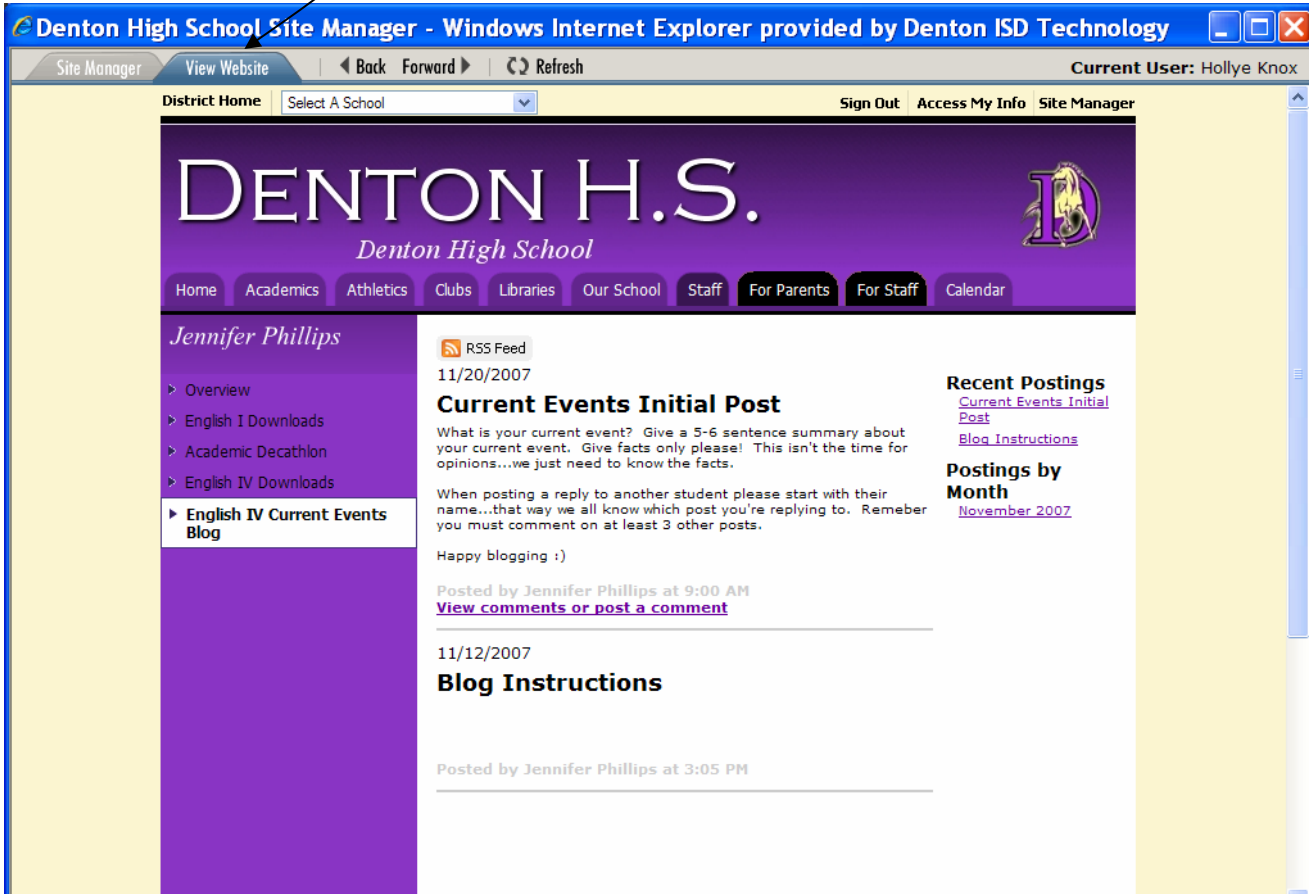 Denton High School Site Manager - Windows Internet Explorer provided by Denton ISD Technology
Site Manager View Website Back Forward Refresh Current User: Hollye Knox
District Home Select A School Sign Out Access My Info Site Manager
DENTON H.S.
Denton High School
Home Academics Athletics Clubs Libraries Our School Staff For Parents For Staff Calendar
Jennifer Phillips
Overview
English I Downloads
Academic Decathlon
English IV Downloads
English IV Current Events
Blog
RSS Feed
11/20/2007
Current Events Initial Post
What is your current event? Give a 5-6 sentence summary about
your current event. Give facts only please! This isn't the time for
opinions...we just need to know the facts.
When posting a reply to another student please start with their
name...that way we all know which post you're replying to. Remeber
you must comment on at least 3 other posts.
Happy blogging :)
Posted by Jennifer Phillips at 9:00 AM
View comments or post a comment
11/12/2007
Blog Instructions
Posted by Jennifer Phillips at 3:05 PM
Recent Postings
Current Events Initial
Post
Blog Instructions
Postings by
Month
November 2007